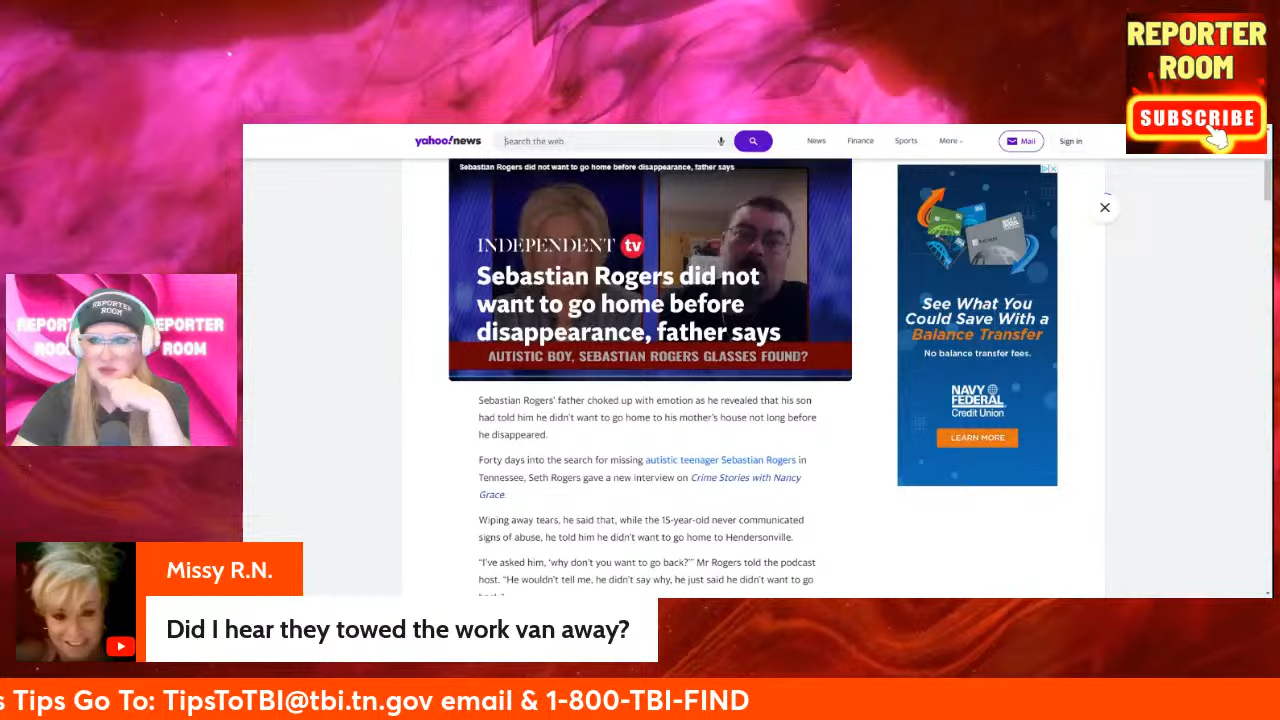 REPORTER
ROOM
SUBSCRIBE
yahoo!news
Search the web
News
Finance
Sports
More
Mail
Sign in
Sebastian Rogers did not want to go home before disappearance, father says
INDEPENDENT tv
Sebastian Rogers did not
want to go home before
disappearance, father says
AUTISTIC BOY, SEBASTIAN ROGERS GLASSES FOUND?
See What You
Could Save With a
Balance Transfer
No balance transfer fees.
NAVY
FEDERAL
Credit Union
LEARN MORE
REPORTER
ROOM
EPORTER
ROOM
Sebastian Rogers' father choked up with emotion as he revealed that his son
had told him he didn't want to go home to his mother's house not long before
he disappeared.
Forty days into the search for missing autistic teenager Sebastian Rogers in
Tennessee, Seth Rogers gave a new interview on Crime Stories with Nancy
Grace.
Wiping away tears, he said that, while the 15-year-old never communicated
signs of abuse, he told him he didn't want to go home to Hendersonville.
"I've asked him, 'why don't you want to go back?'" Mr Rogers told the podcast
host. "He wouldn't tell me, he didn't say why, he just said he didn't want to go
Missy R.N.
Did I hear they towed the work van away?
s Tips Go To: TipsToTBI@tbi.tn.gov email & 1-800-TBI-FIND